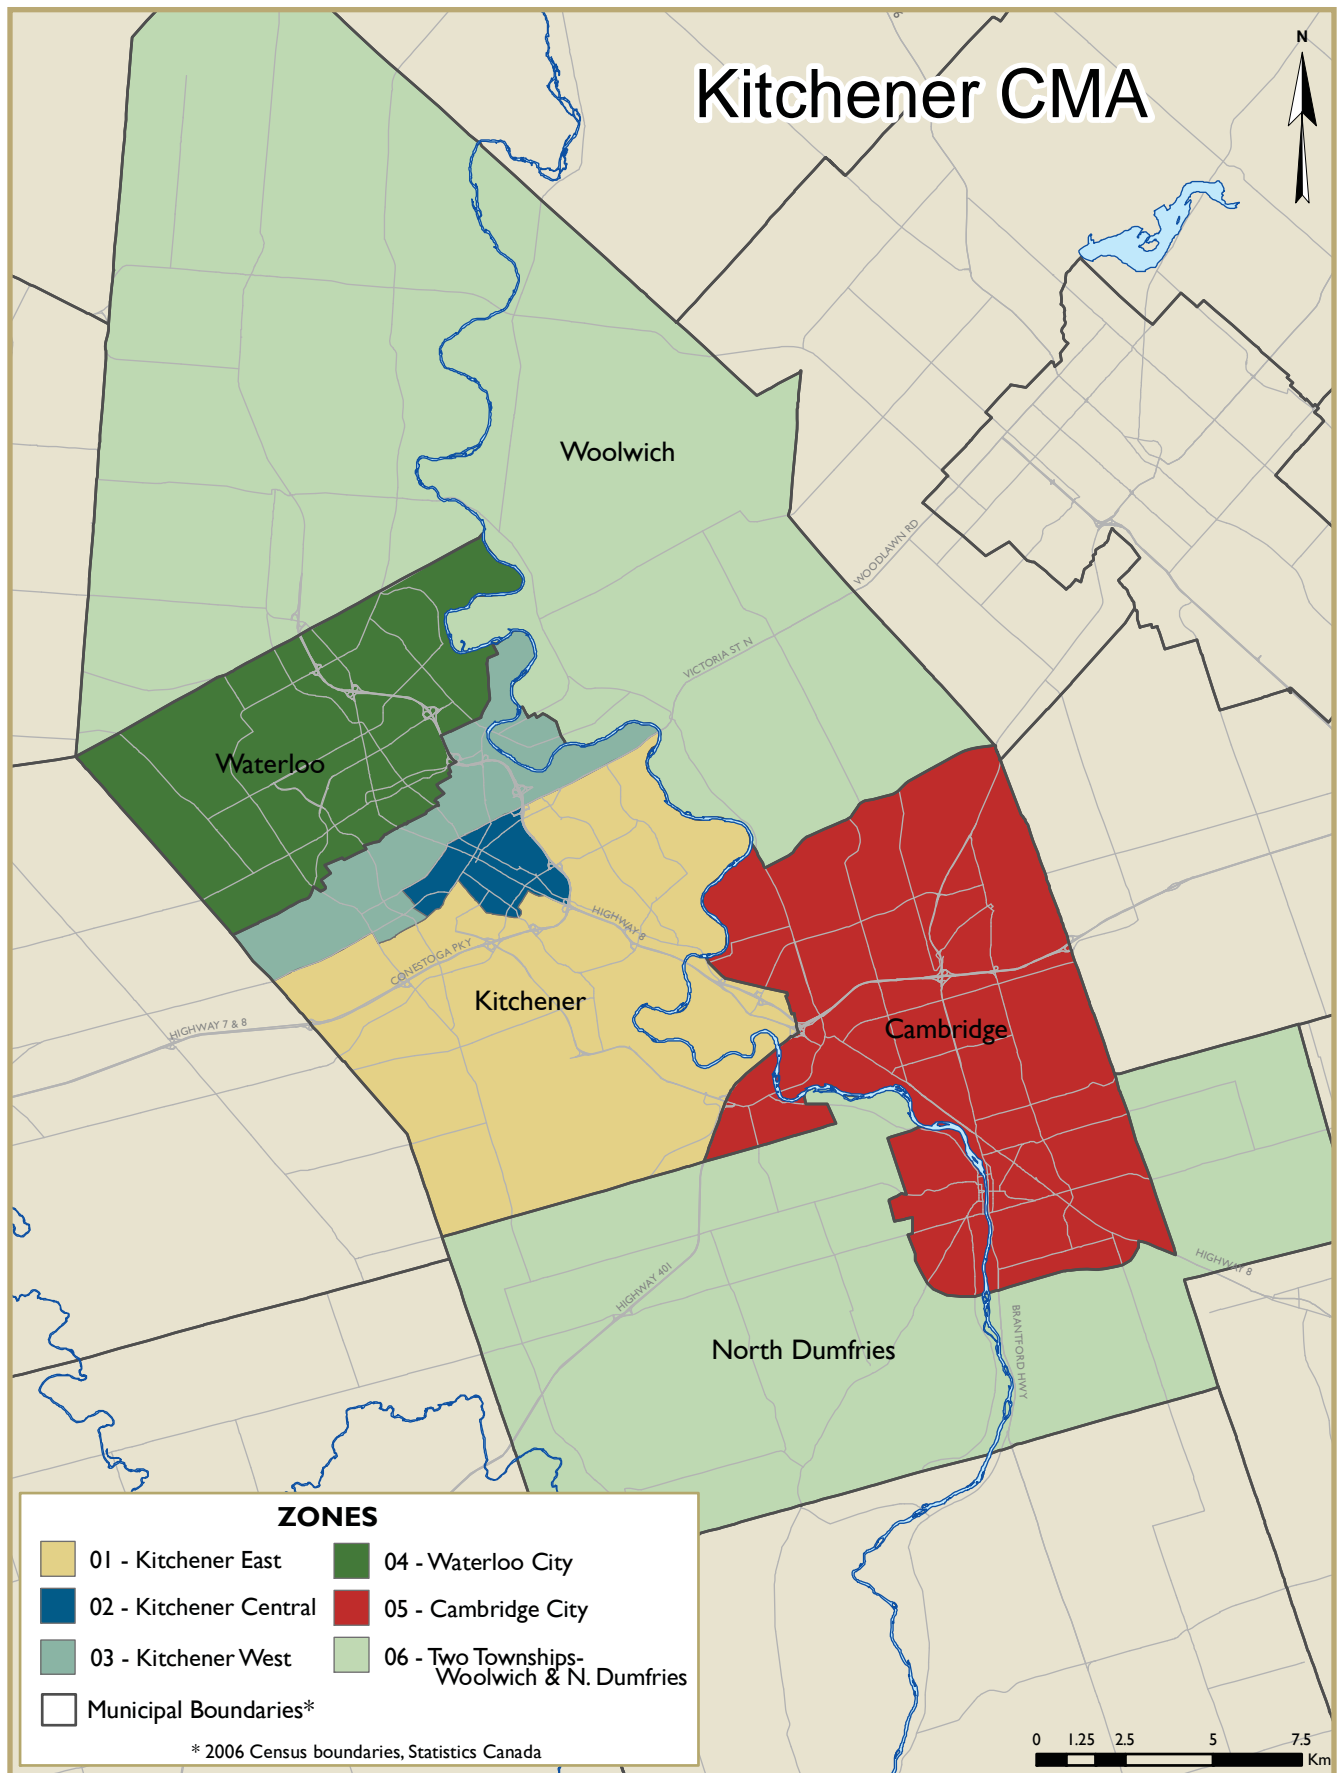 Kitchener CMA
N
6
Woolwich
WOODLAWN RD
VICTORIA ST N
Waterloo
HIGHWAY 8
CONESTOGA PKY
Kitchener
HIGHWAY 7 & 8
Cambridge
HIGHWAY 8
HIGHWAY 401
BRANTFORD HWY
North Dumfries
ZONES
01 - Kitchener East
02 - Kitchener Central
03 - Kitchener West
04 - Waterloo City
05 - Cambridge City
06 - Two Townships-
Woolwich & N. Dumfries
Municipal Boundaries*
* 2006 Census boundaries, Statistics Canada
0 1.25 2.5 5 7.5
Km